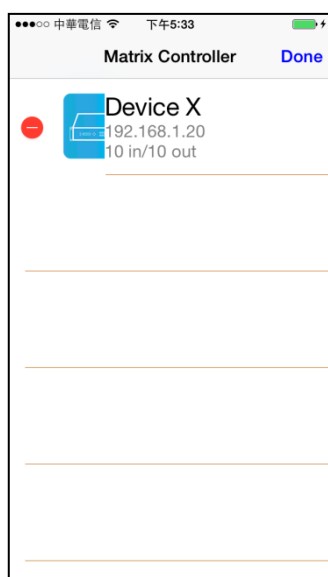 中華電信 下午5:33
Matrix Controller Done
Device X
192.168.1.20
10 in/10 out